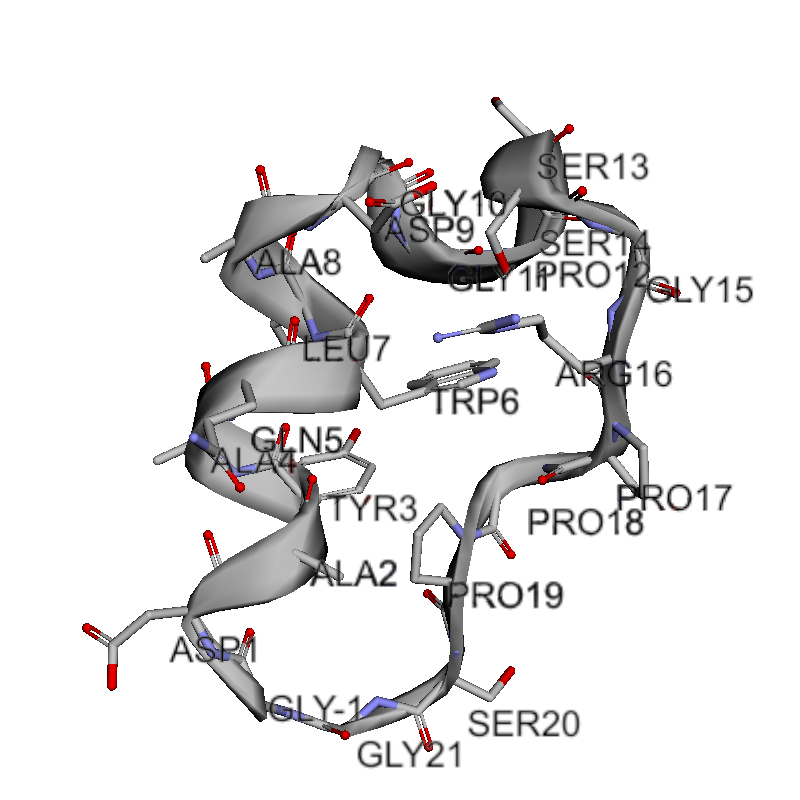 SER13
GLY10
ASP9
SER14
ALA8
GLY11
PRO12
GLY15
LEU7
ARG16
TRP6
GLN5
ALA4
PRO17
TYR3
PRO18
ALA2
PRO19
ASP1
GLY-1
SER20
GLY21